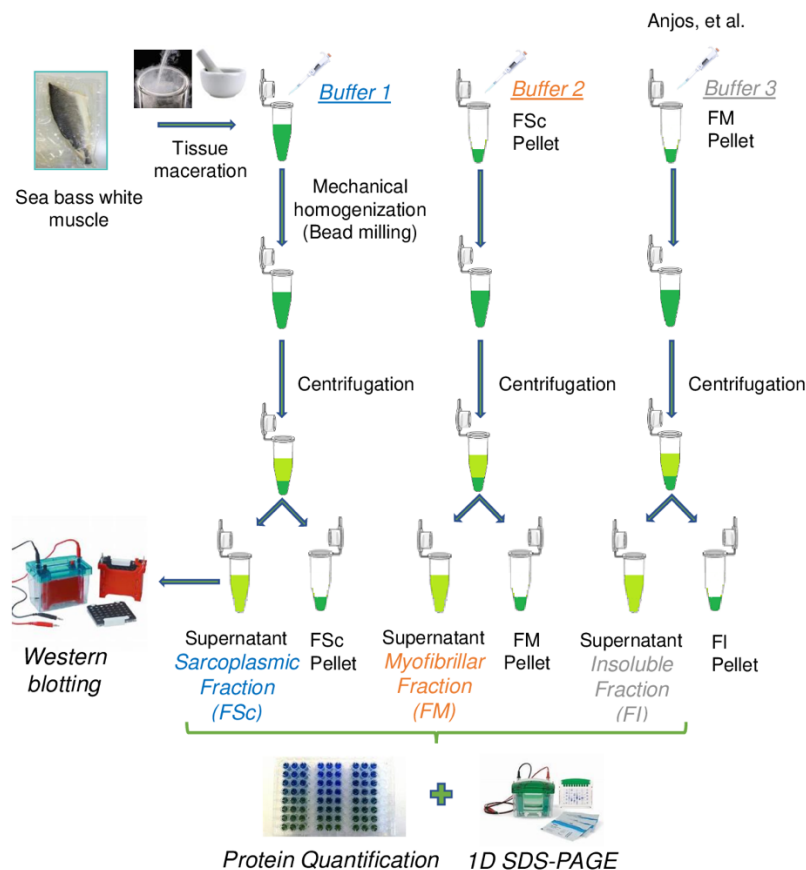 Anjos, et al.
Buffer 1
Buffer 2
Buffer 3
FSc
Pellet
FM
Pellet
Tissue
maceration
Sea bass white
muscle
Mechanical
homogenization
(Bead milling)
Centrifugation
Centrifugation
Centrifugation
Western
blotting
Supernatant
Sarcoplasmic
Fraction
(FSc)
FSc
Pellet
Supernatant
Myofibrillar
Fraction
(FM)
FM
Pellet
Supernatant
Insoluble
Fraction
(FI)
FI
Pellet
Protein Quantification
1D SDS-PAGE